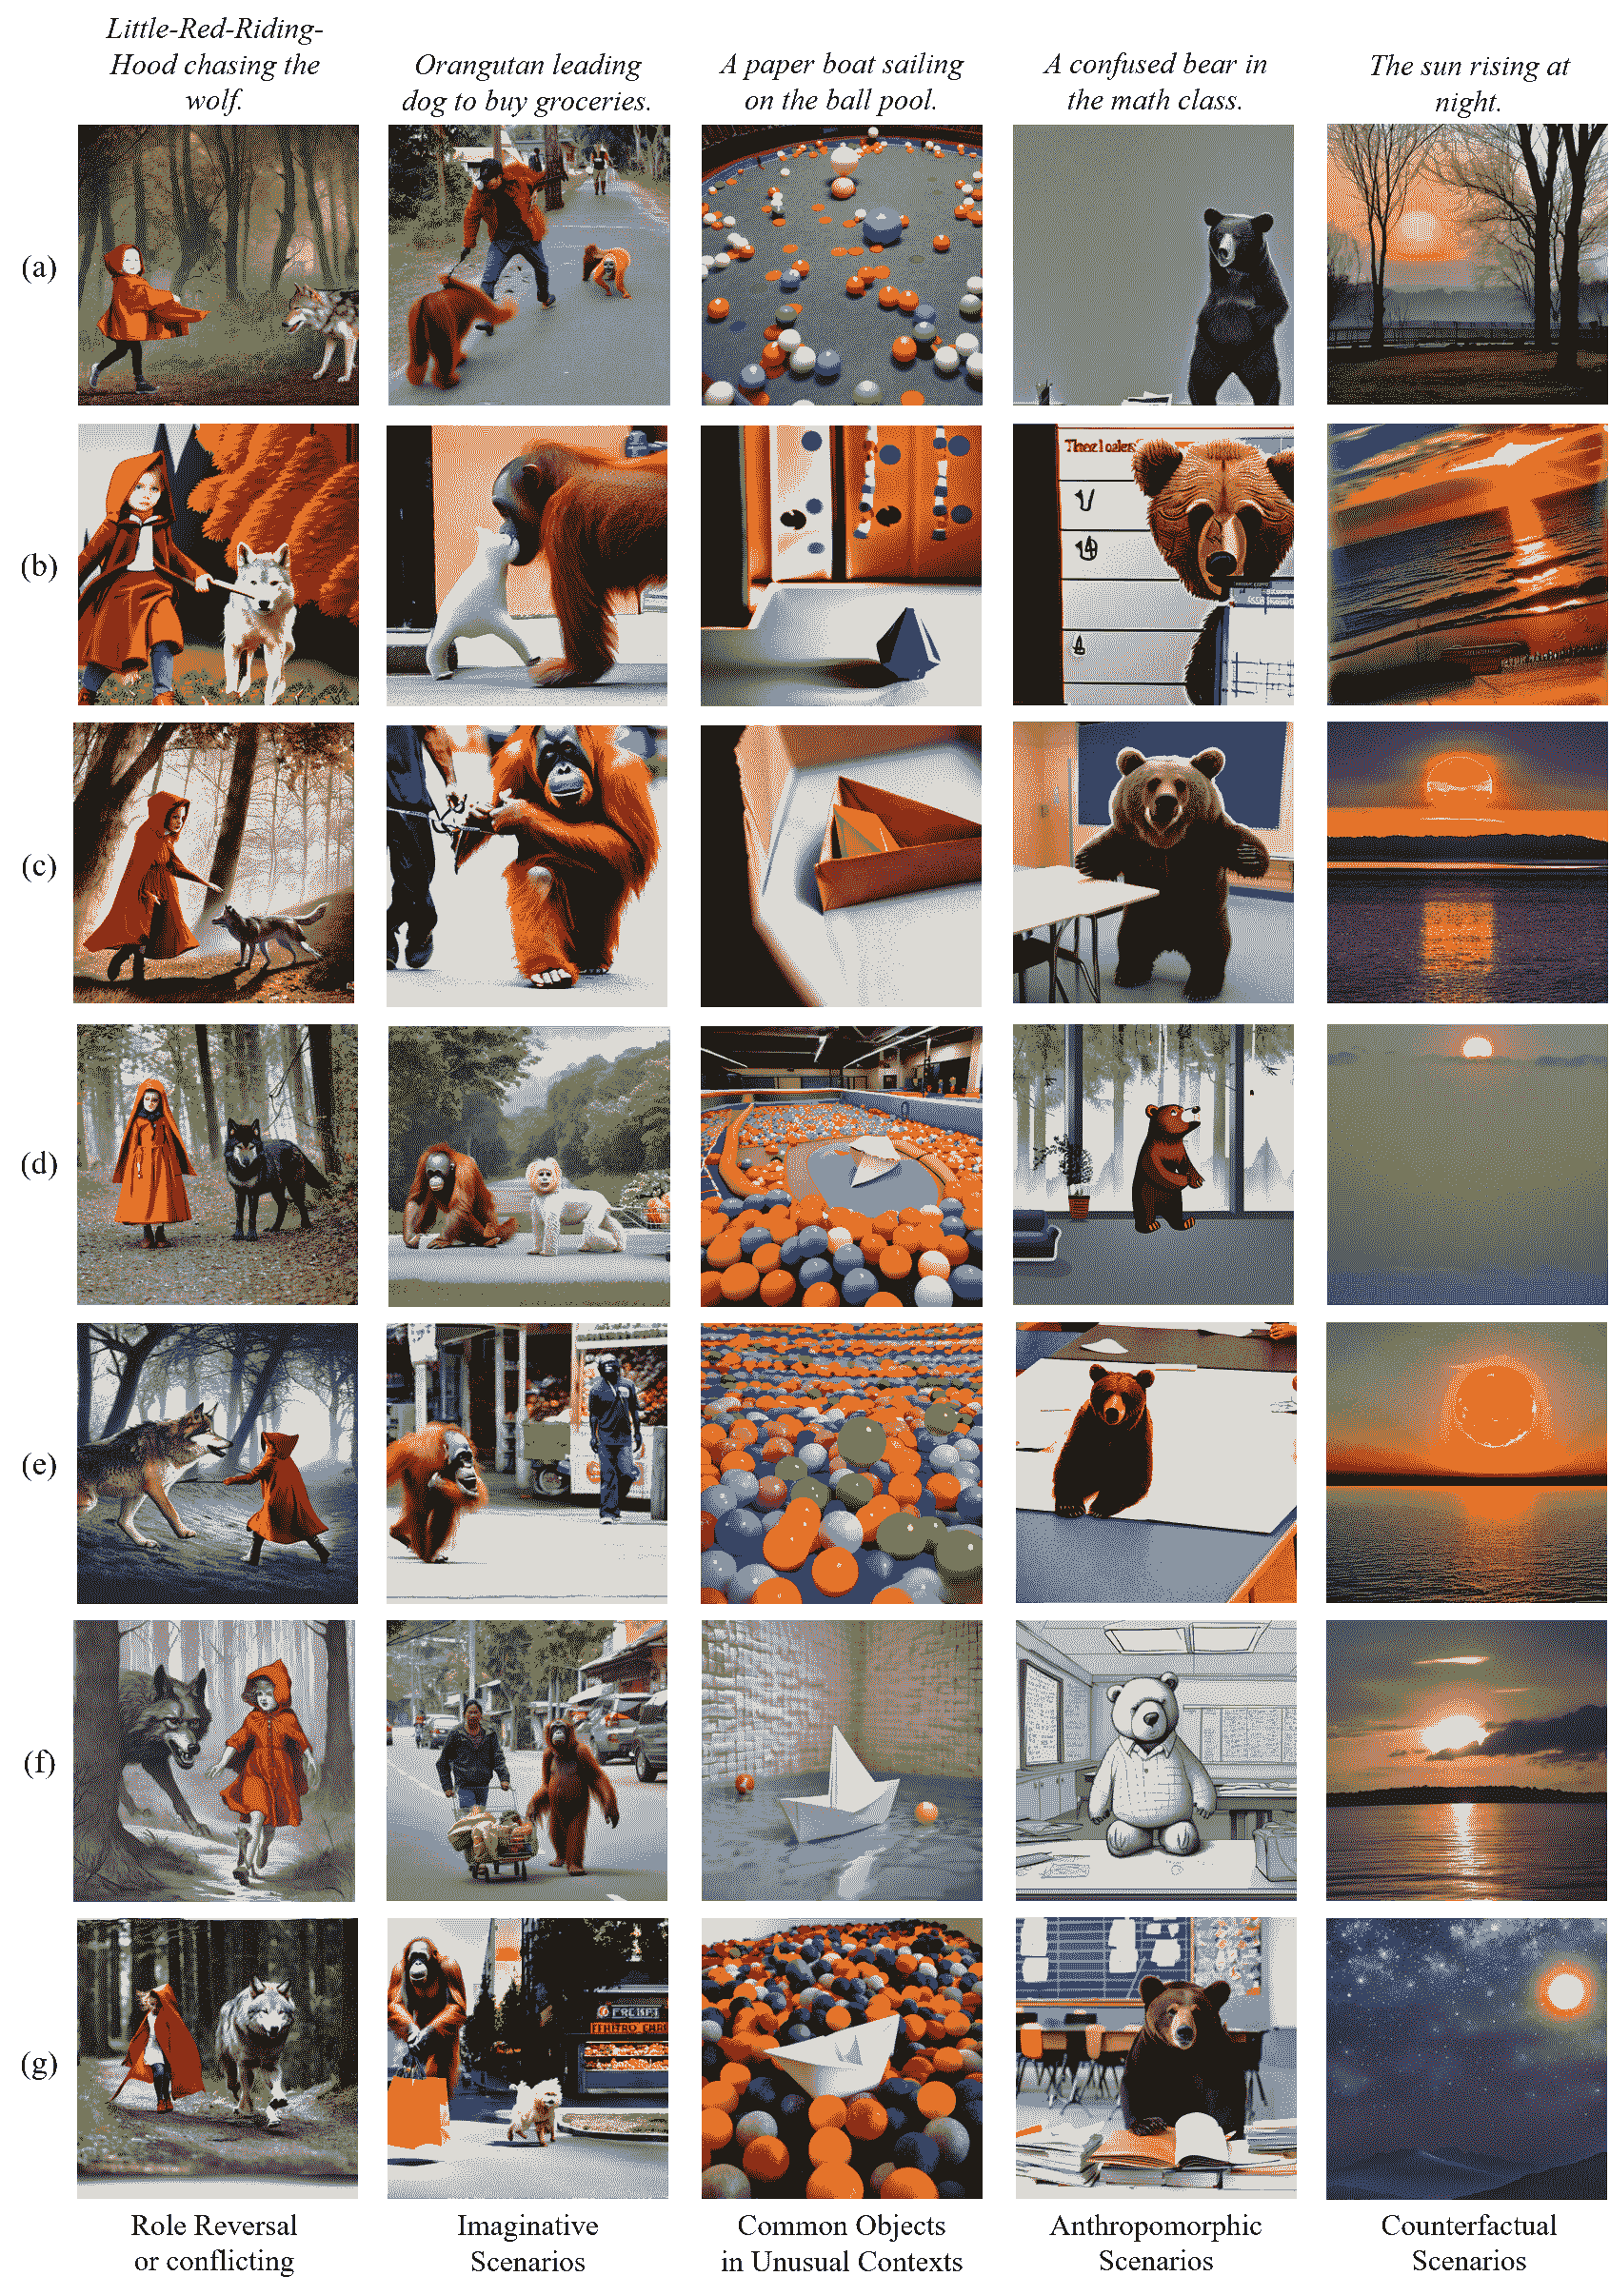 Little-Red-Riding-
Hood chasing the
wolf.
Orangutan leading
dog to buy groceries.
A paper boat sailing
on the ball pool.
A confused bear in
the math class.
The sun rising at
night.
(a)
(b)
(c)
(d)
(e)
(f)
(g)
Role Reversal
or conflicting
Imaginative
Scenarios
Common Objects
in Unusual Contexts
Anthropomorphic
Scenarios
Counterfactual
Scenarios